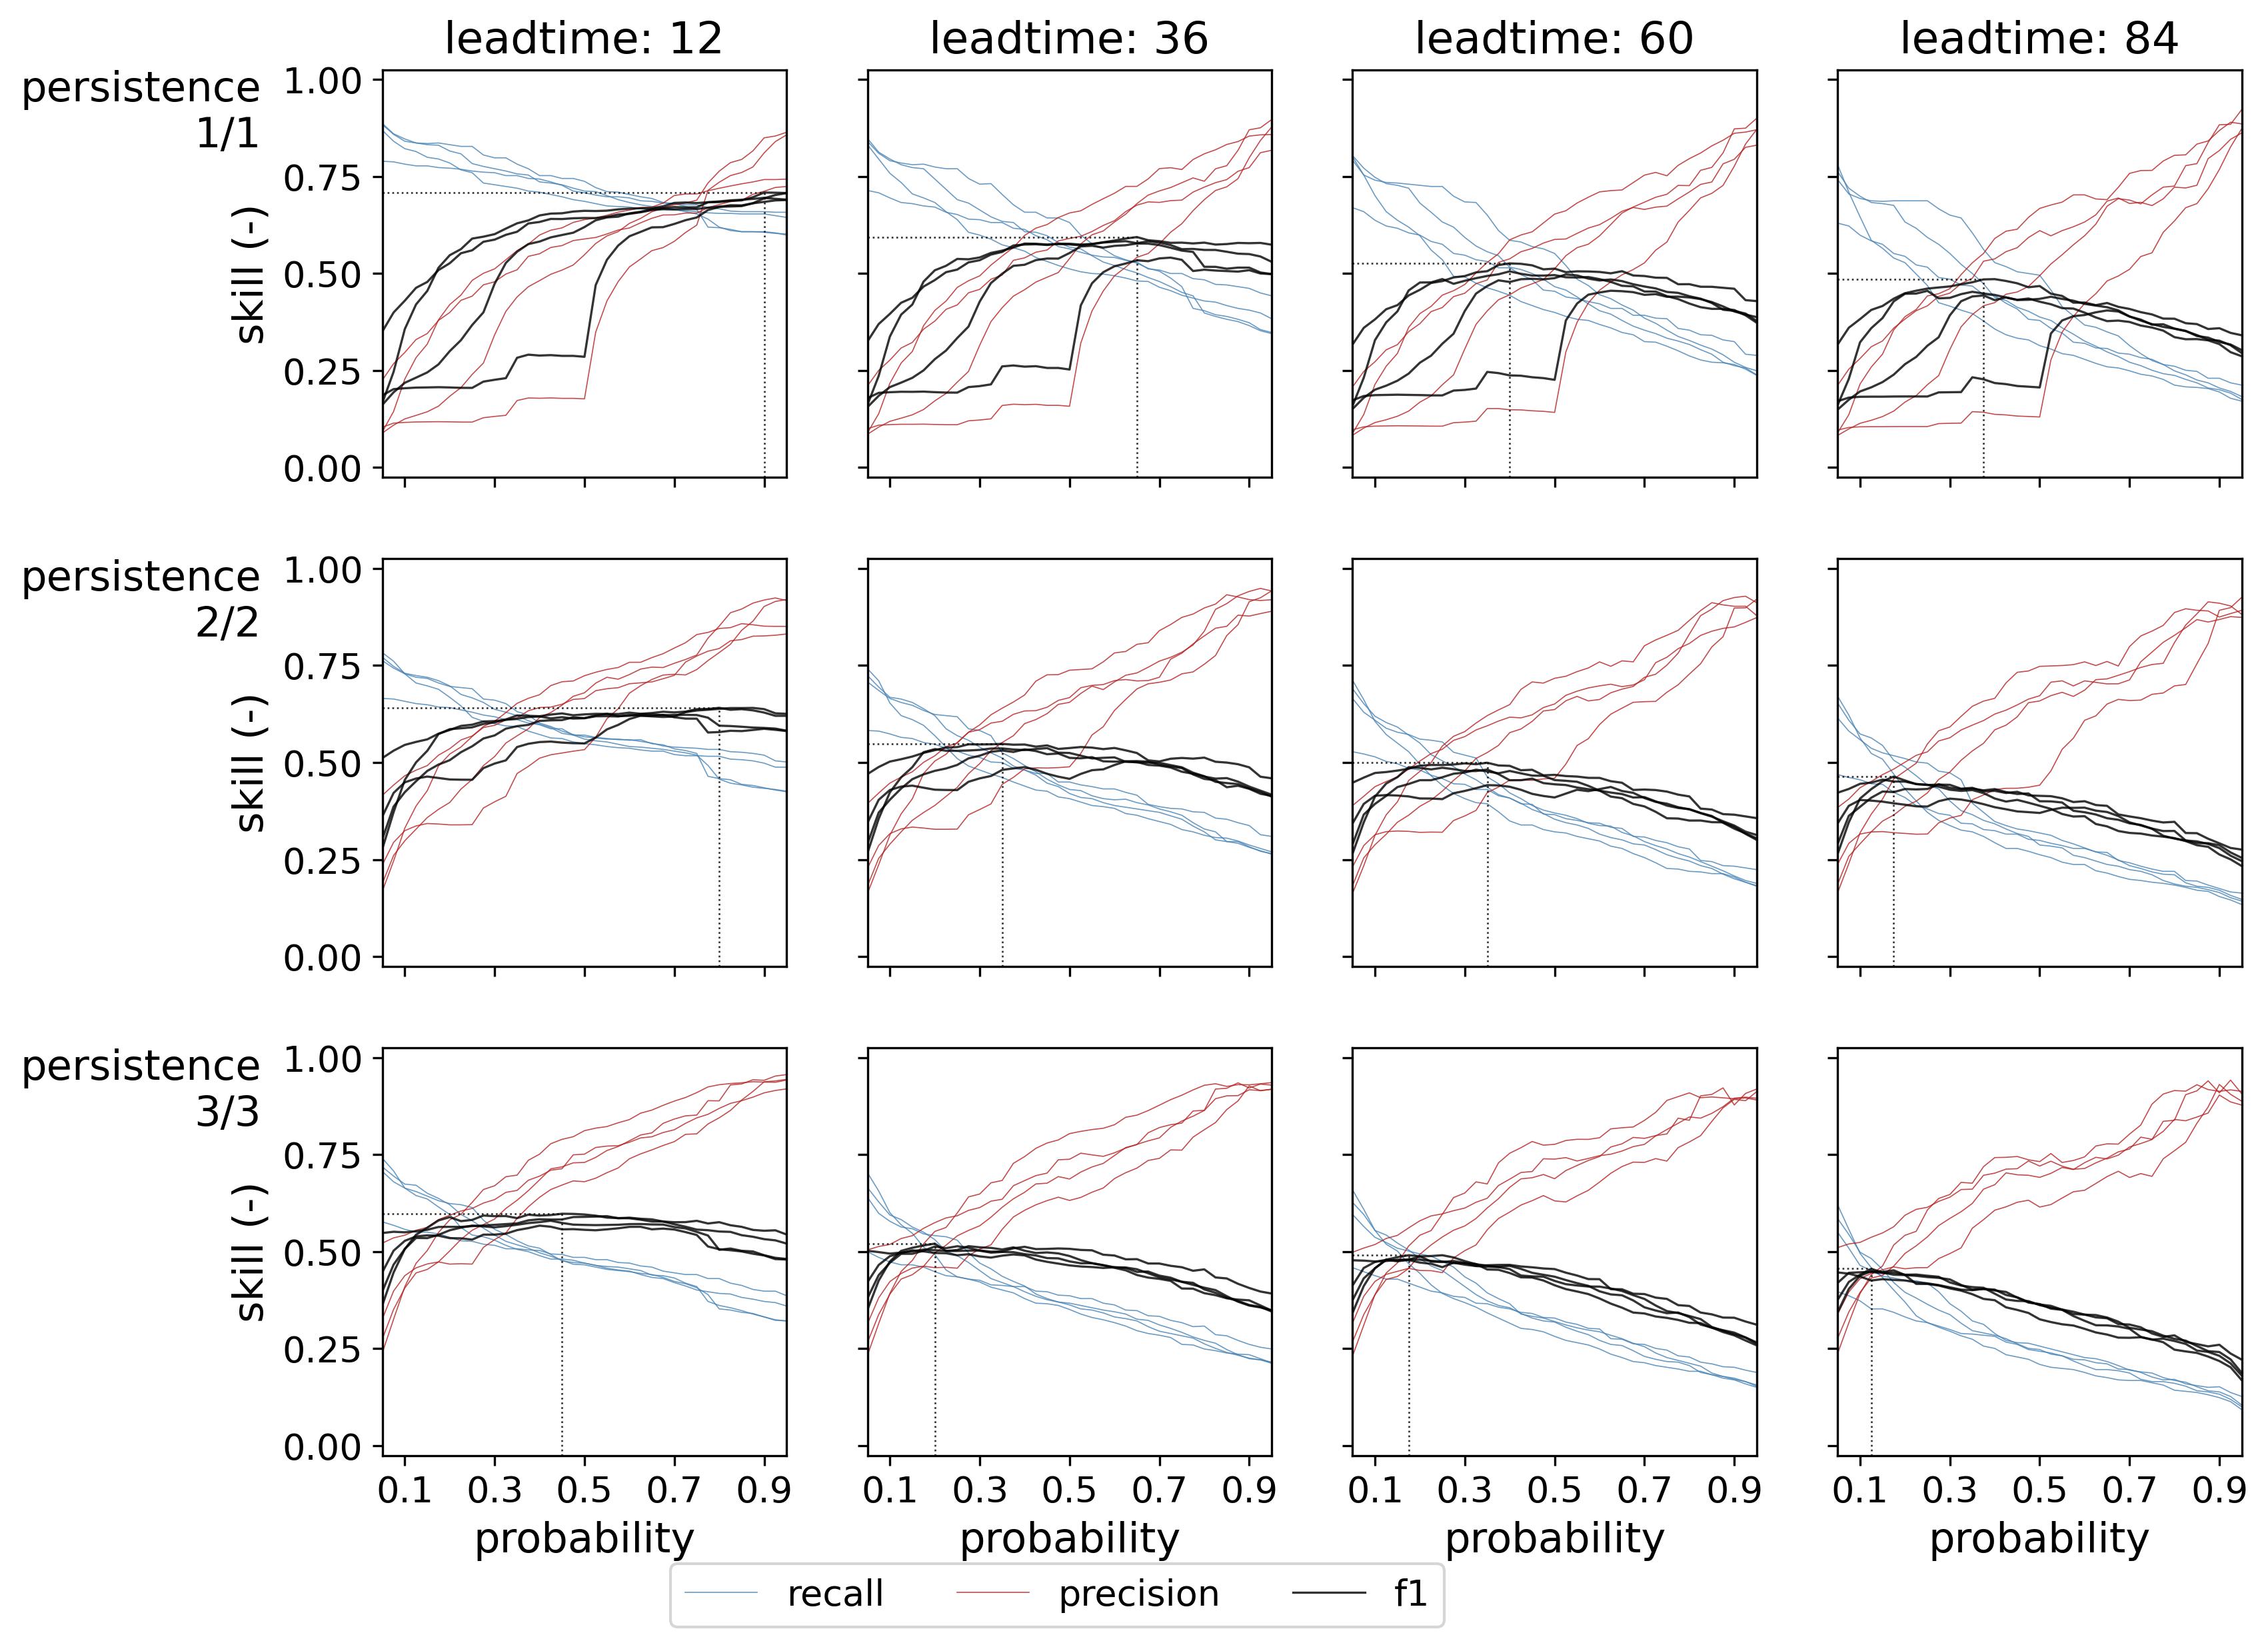 leadtime: 12 leadtime: 36 leadtime: 60 leadtime: 84
persistence
1/1
1.00
0.75
0.50
0.25
0.00
skill (-)
persistence
2/2
1.00
0.75
0.50
0.25
0.00
skill (-)
persistence
3/3
1.00
0.75
0.50
0.25
0.00
skill (-)
0.1 0.3 0.5 0.7 0.9 0.1 0.3 0.5 0.7 0.9 0.1 0.3 0.5 0.7 0.9 0.1 0.3 0.5 0.7 0.9
probability probability probability probability
recall precision f1